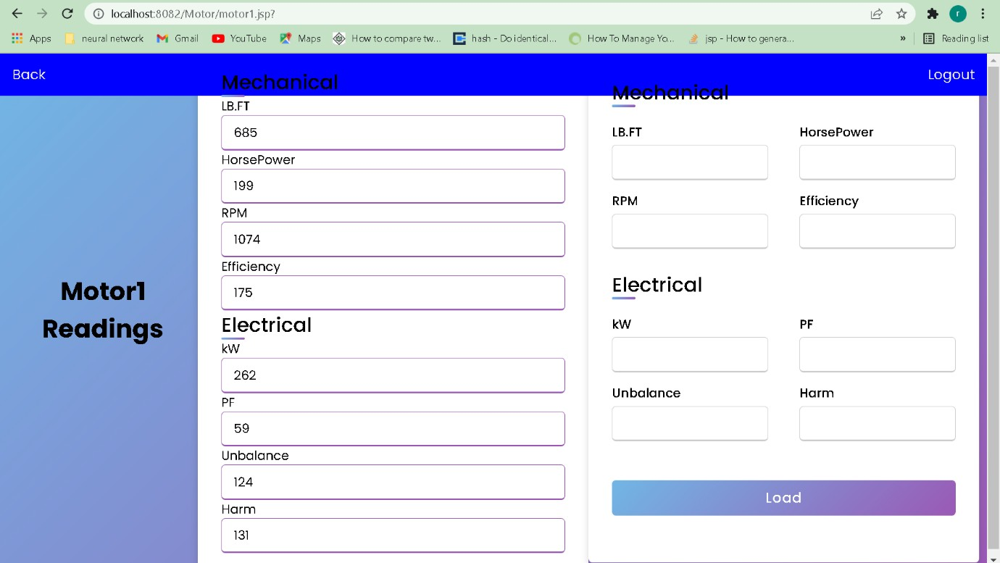 localhost:8082/Motor/motor1.jsp?
r
Apps
neural network
Gmail
YouTube
Maps
How to compare tw...
hash - Do identical...
How To Manage Yo...
jsp - How to genera...
»
Reading list
Back
Logout
Motor1
Readings
Mechanical
LB.FT
685
HorsePower
199
RPM
1074
Efficiency
175
Electrical
kW
262
PF
59
Unbalance
124
Harm
131
Mechanical
LB.FT HorsePower
RPM Efficiency
Electrical
kW PF
Unbalance Harm
Load